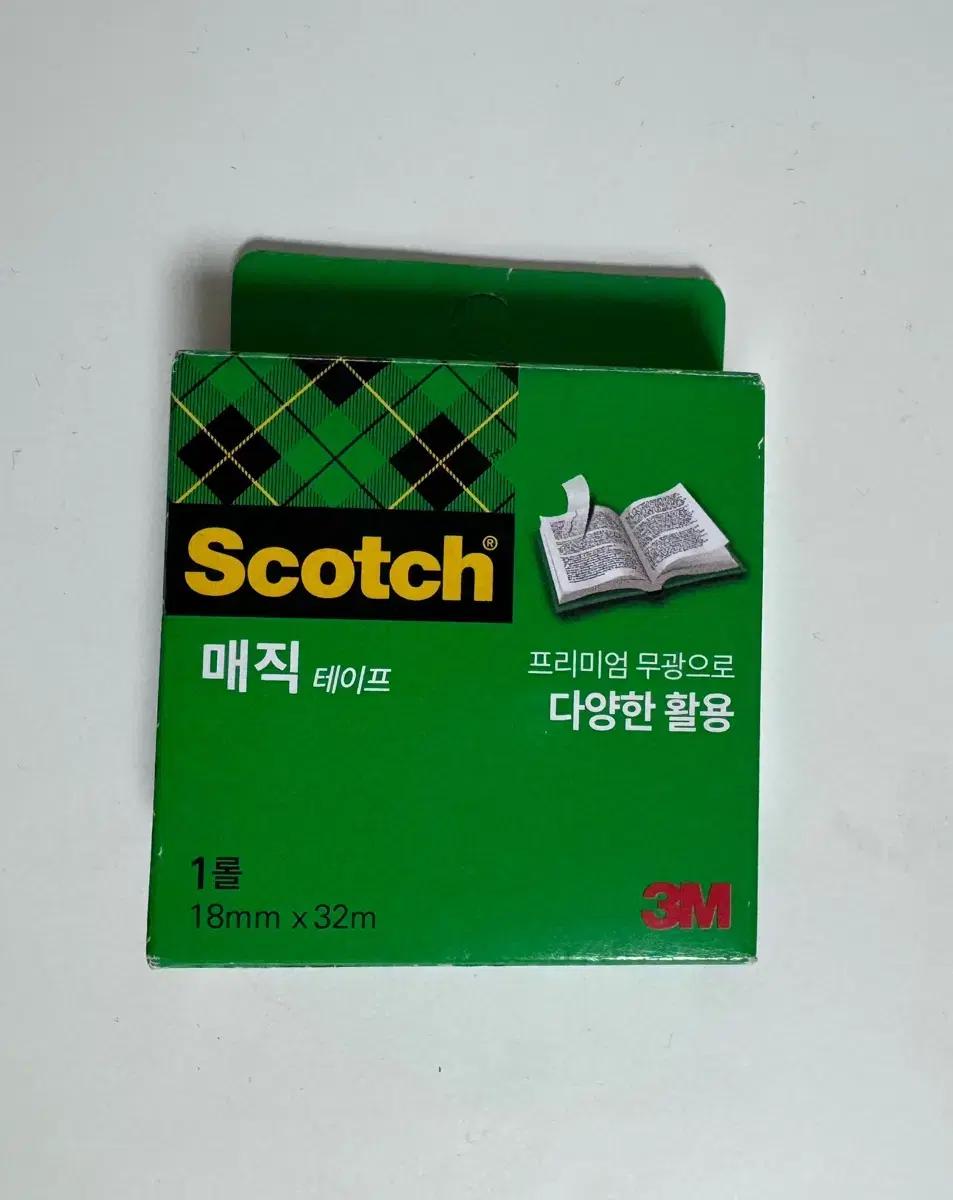 Scotch®
매직 테이프
프리미엄 무광으로
다양한 활용
1롤
18mm x 32m
3M